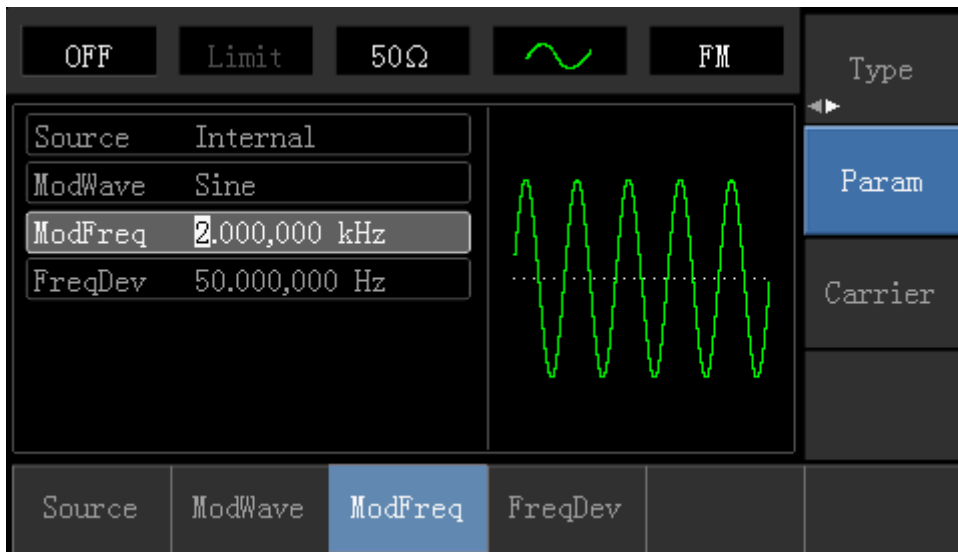 OFF Limit 50Ω FM
Type
Source Internal
ModWave Sine
Param
ModFreq 2.000,000 kHz
FreqDev 50.000,000 Hz
Carrier
Source ModWave ModFreq FreqDev